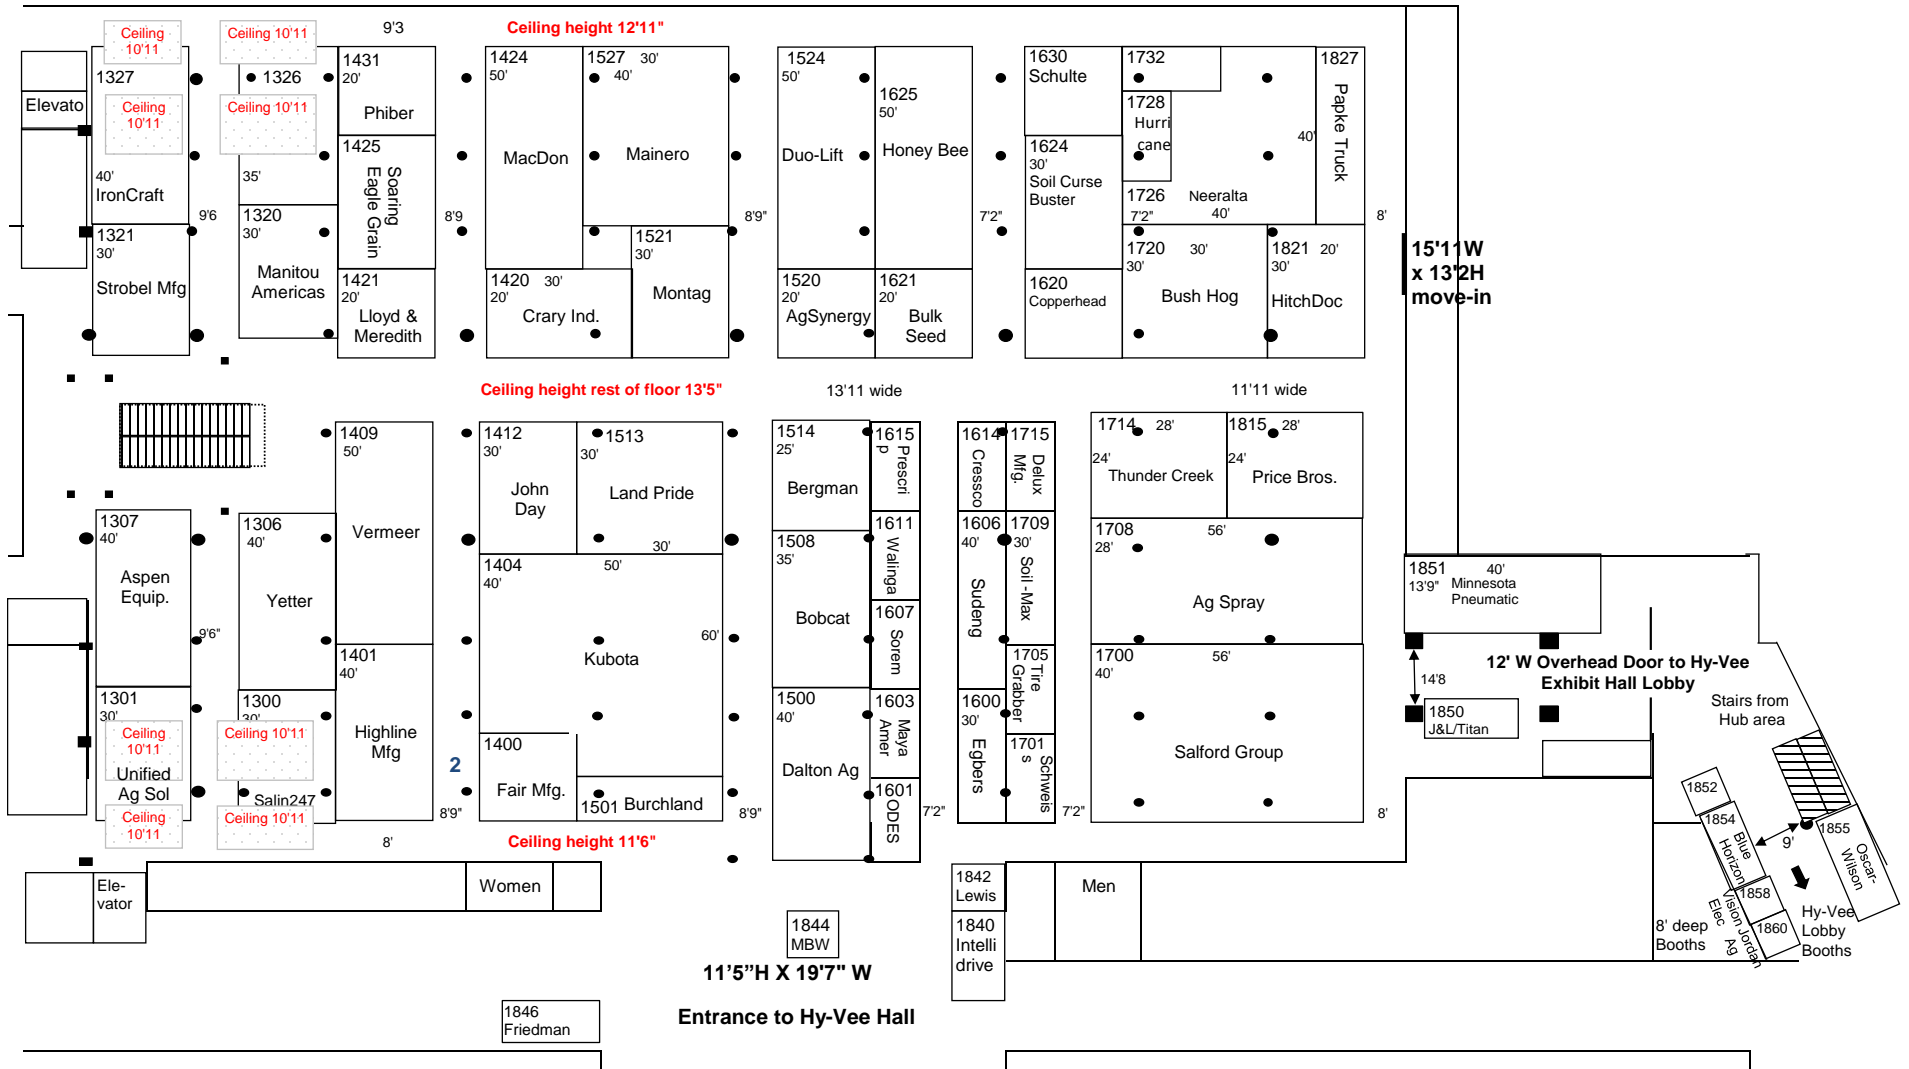 9'3
Ceiling height 12'11"
Ceiling
10'11
Ceiling 10'11
1327
Ceiling
10'11
40'
IronCraft
1326
Ceiling 10'11
35'
1431
20'
Phiber
1424
50'
MacDon
1527
30'
40'
Mainero
1524
50'
Duo-Lift
1625
50'
Honey Bee
1630
Schulte
1732
1728
Hurri
cane
1827
Papke Truck
40'
Elevato
1425
Soaring
Eagle Grain
1624
30'
Soil Curse
Buster
1726
Neeralta
40'
7'2"
9'6
8'9
8'9"
7'2"
8'
1321
30'
Strobel Mfg
1320
30'
Manitou
Americas
1421
20'
Lloyd &
Meredith
1420
30'
20'
Crary Ind.
1521
30'
Montag
1520
20'
AgSynergy
1621
20'
Bulk
Seed
1620
Copperhead
1720
30'
30'
Bush Hog
1821
20'
30'
HitchDoc
15'11W
x 13'2H
move-in
Ceiling height rest of floor 13'5"
13'11 wide
11'11 wide
1409
50'
Vermeer
1412
30'
John
Day
1513
30'
Land Pride
30'
1514
25'
Bergman
1615
Prescri
p
1614
Cressco
1715
Delux
Mfg.
1714
28'
24'
Thunder Creek
1815
28'
24'
Price Bros.
1307
40'
Aspen
Equip.
1306
40'
Yetter
9'6"
1404
50'
40'
60'
Kubota
1508
35'
Bobcat
1611
Walinga
1607
Sorem
1606
40'
Sudeng
1709
30'
Soil -Max
1708
56'
28'
Ag Spray
1851
40'
13'9"
Minnesota
Pneumatic
1301
30'
Ceiling
10'11
Unified
Ag Sol
Ceiling
10'11
1300
30'
Ceiling 10'11
Salin247
Ceiling 10'11
1401
40'
Highline
Mfg
2
8'9"
1400
Fair Mfg.
1501 Burchland
8'9"
1500
40'
Dalton Ag
1603
Maya
Amer
1601
ODES
7'2"
1600
30'
Egbers
1705
Tire
Grabber
1701
Schweis
s
7'2"
1700
56'
40'
Salford Group
8'
12' W Overhead Door to Hy-Vee
Exhibit Hall Lobby
14'8
1850
J&L/Titan
Stairs from
Hub area
1852
1854
Blue
Horizon
9'
1855
Oscar-
Wilson
1858
Vision
Elec
1860
Jordan
Ag
8' deep
Booths
Hy-Vee
Lobby
Booths
8'
Ceiling height 11'6"
Ele-
vator
Women
1842
Lewis
Men
1844
MBW
1840
Intelli
drive
11'5”H X 19'7" W
1846
Friedman
Entrance to Hy-Vee Hall